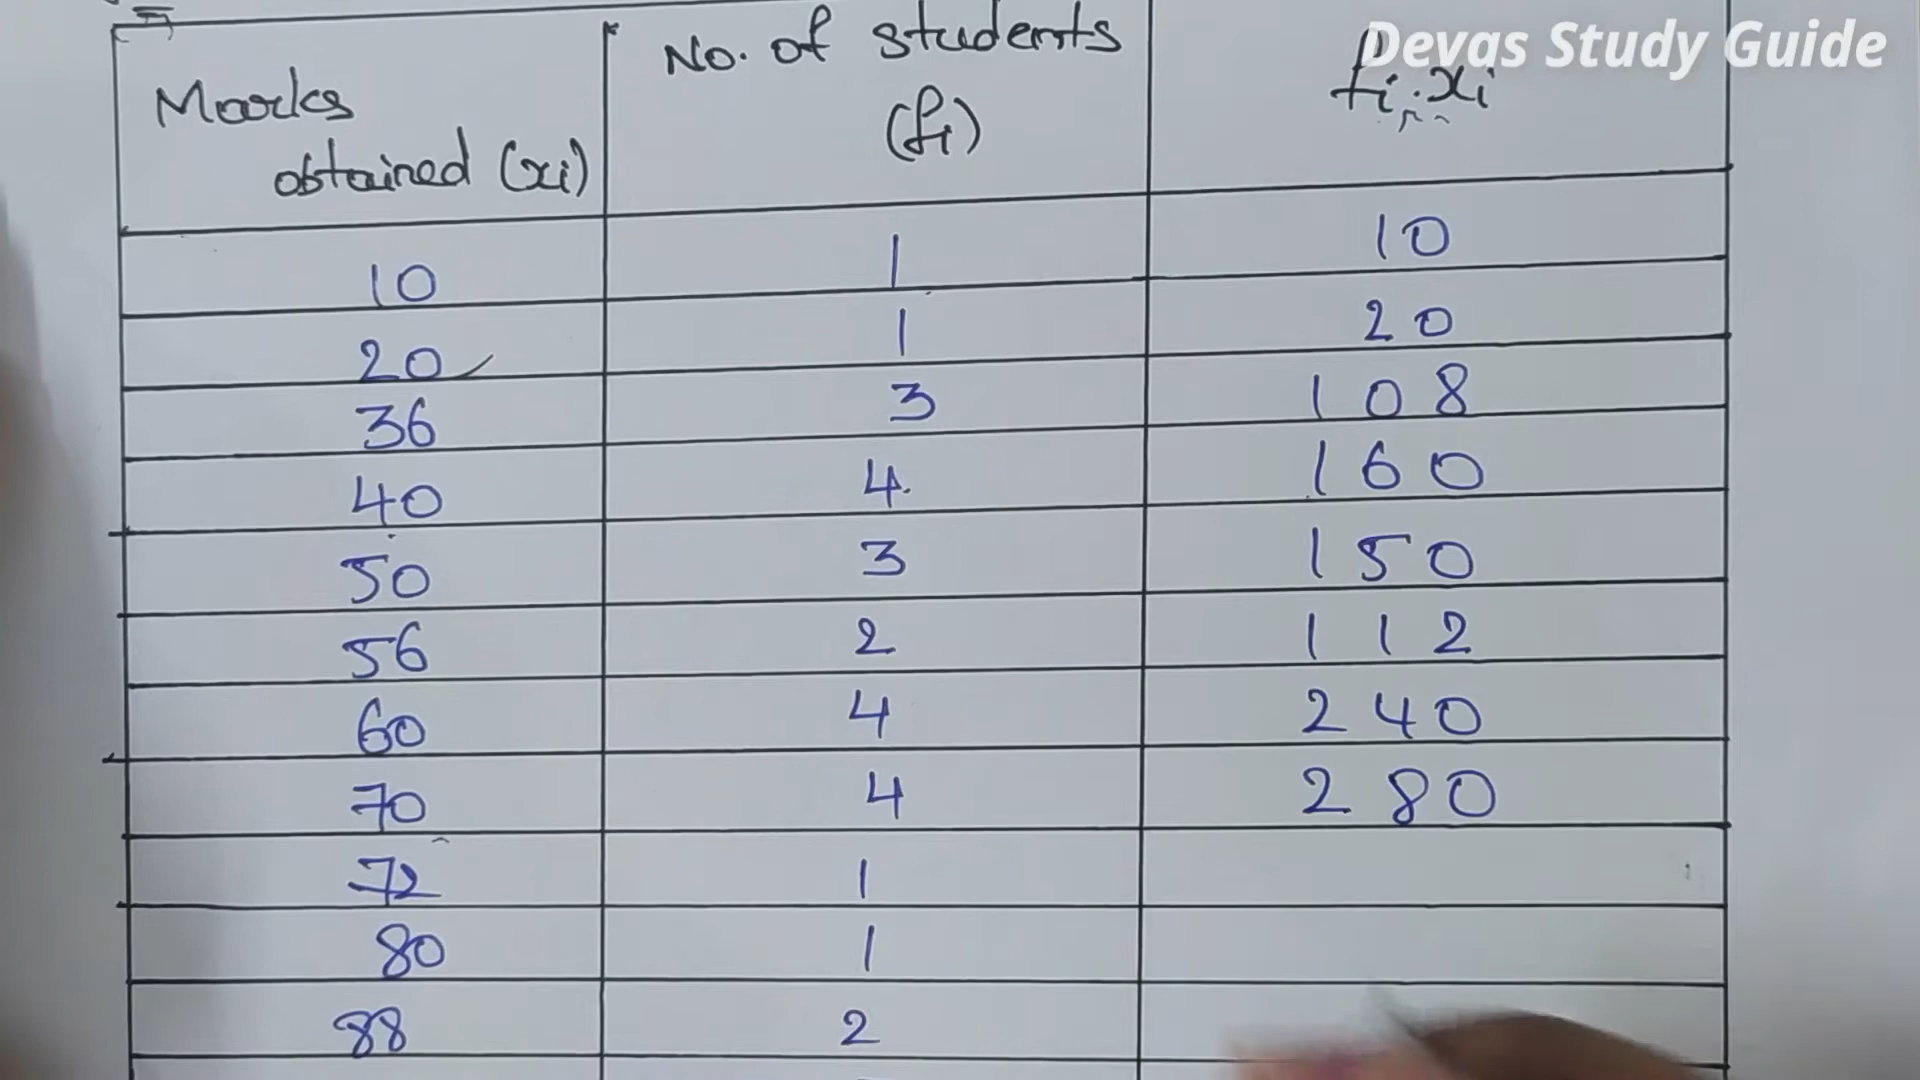 Devas Study Guide
Marks obtained (xi) No. of students (fi) fi.xi
10 1 10
20 1 20
36 3 108
40 4 160
50 3 150
56 2 112
60 4 240
70 4 280
72 1
80 1
88 2